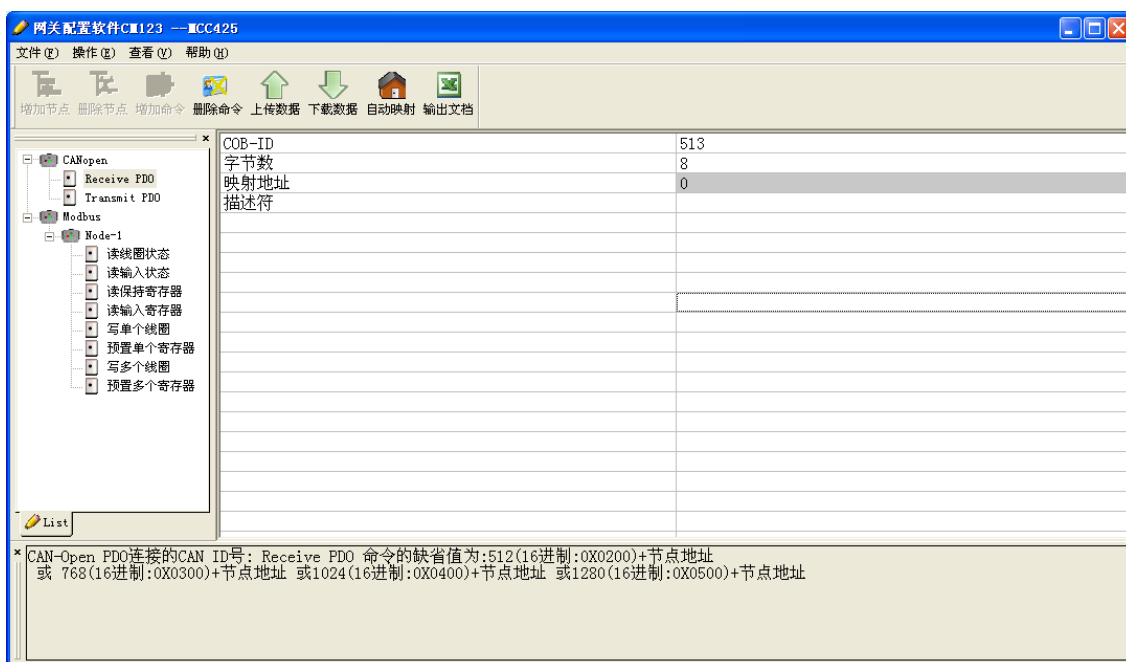 网关配置软件CM123 --MCC425
文件(F) 操作(E) 查看(V) 帮助(H)
增加节点 删除节点 增加命令 删除命令 上传数据 下载数据 自动映射 输出文档
CANopen
Receive PDO
Transmit PDO
Modbus
Node-1
读线圈状态
读输入状态
读保持寄存器
读输入寄存器
写单个线圈
预置单个寄存器
写多个线圈
预置多个寄存器
List
COB-ID 513
字节数 8
映射地址 0
描述符
CAN-Open PDO连接的CAN ID号: Receive PDO 命令的缺省值为:512(16进制:0X0200)+节点地址
或 768(16进制:0X0300)+节点地址 或1024(16进制:0X0400)+节点地址 或1280(16进制:0X0500)+节点地址